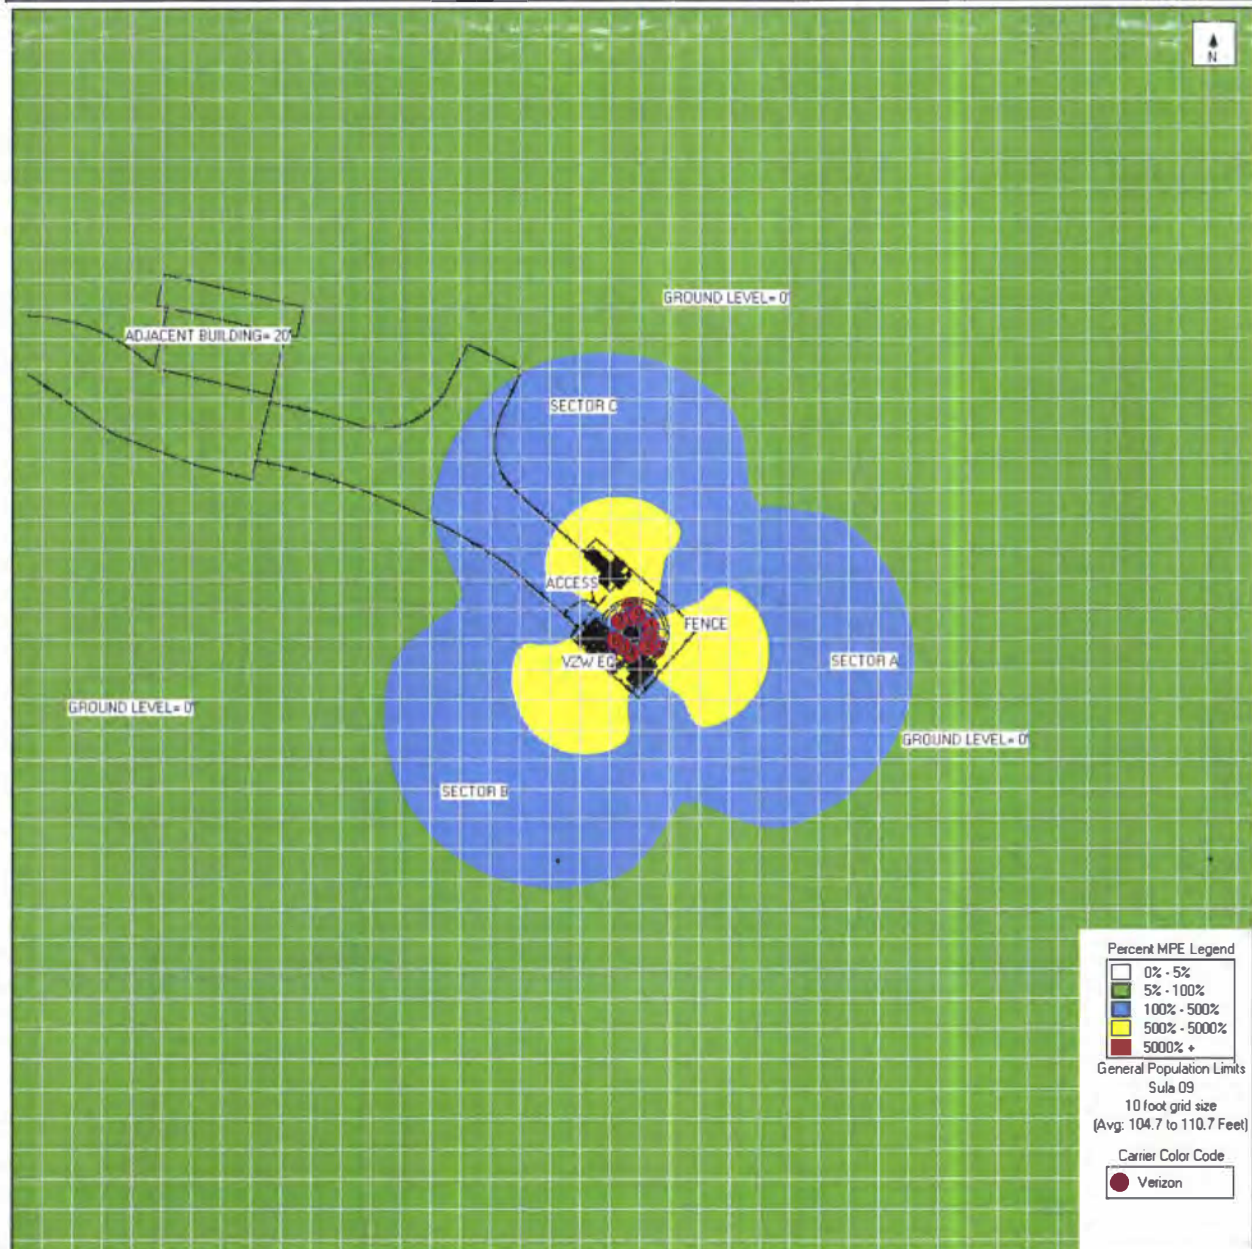 N
GROUND LEVEL= 0'
ADJACENT BUILDING= 20'
SECTOR C
ACCESS
FENCE
VZW EQ
SECTOR A
GROUND LEVEL= 0'
GROUND LEVEL= 0'
SECTOR B
Percent MPE Legend
0% - 5%
5% - 100%
100% - 500%
500% - 5000%
5000% +
General Population Limits
Sula 09
10 foot grid size
(Avg: 104.7 to 110.7 Feet)
Carrier Color Code
Verizon